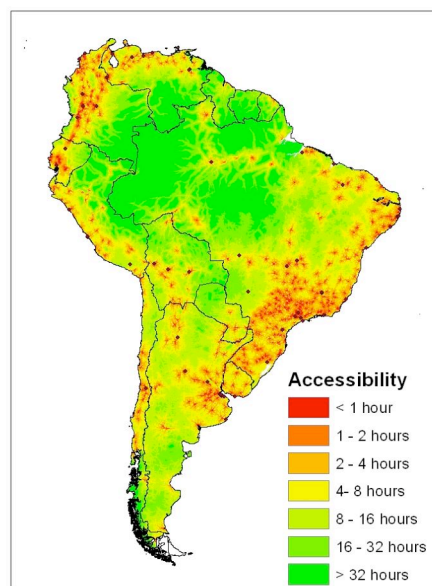 Accessibility
< 1 hour
1 - 2 hours
2 - 4 hours
4- 8 hours
8 - 16 hours
16 - 32 hours
> 32 hours